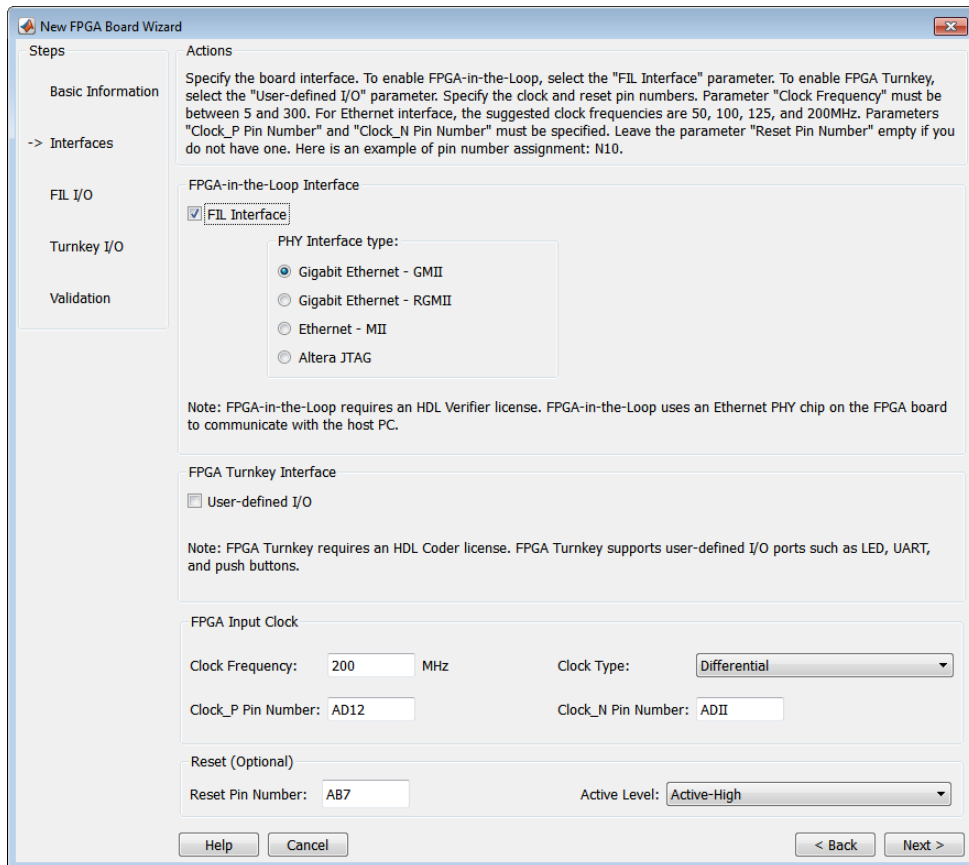 New FPGA Board Wizard
Steps
Basic Information
-> Interfaces
FIL I/O
Turnkey I/O
Validation
Actions
Specify the board interface. To enable FPGA-in-the-Loop, select the "FIL Interface" parameter. To enable FPGA Turnkey,
select the "User-defined I/O" parameter. Specify the clock and reset pin numbers. Parameter "Clock Frequency" must be
between 5 and 300. For Ethernet interface, the suggested clock frequencies are 50, 100, 125, and 200MHz. Parameters
"Clock_P Pin Number" and "Clock_N Pin Number" must be specified. Leave the parameter "Reset Pin Number" empty if you
do not have one. Here is an example of pin number assignment: N10.
FPGA-in-the-Loop Interface
FIL Interface
PHY Interface type:
Gigabit Ethernet - GMII
Gigabit Ethernet - RGMII
Ethernet - MII
Altera JTAG
Note: FPGA-in-the-Loop requires an HDL Verifier license. FPGA-in-the-Loop uses an Ethernet PHY chip on the FPGA board
to communicate with the host PC.
FPGA Turnkey Interface
User-defined I/O
Note: FPGA Turnkey requires an HDL Coder license. FPGA Turnkey supports user-defined I/O ports such as LED, UART,
and push buttons.
FPGA Input Clock
Clock Frequency: 200 MHz Clock Type: Differential
Clock_P Pin Number: AD12 Clock_N Pin Number: ADII
Reset (Optional)
Reset Pin Number: AB7 Active Level: Active-High
Help Cancel < Back Next >